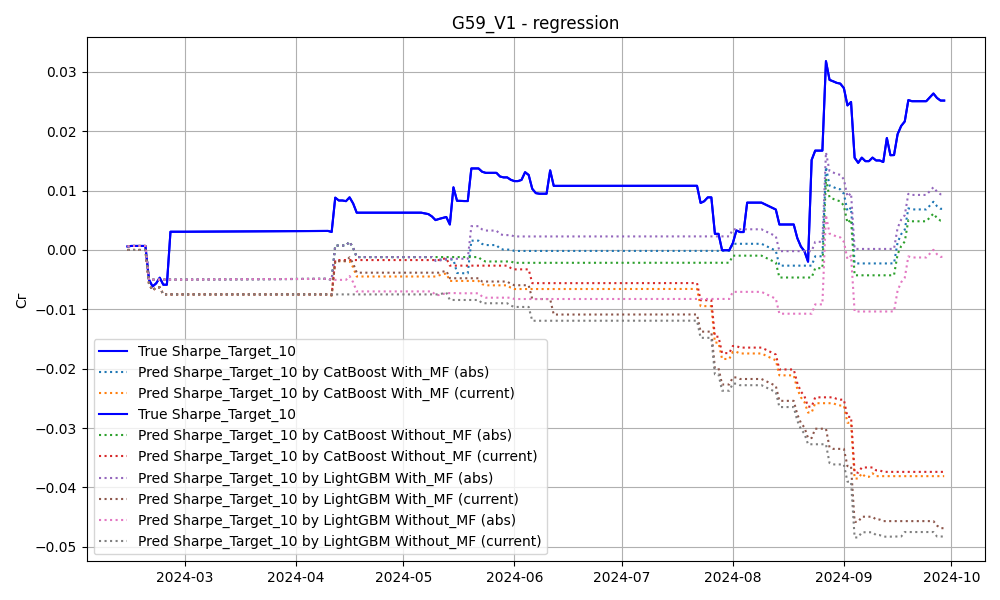 G59_V1 - regression
0.03
0.02
0.01
0.00
−0.01
−0.02
−0.03
−0.04
−0.05
Cr
True Sharpe_Target_10
Pred Sharpe_Target_10 by CatBoost With_MF (abs)
Pred Sharpe_Target_10 by CatBoost With_MF (current)
True Sharpe_Target_10
Pred Sharpe_Target_10 by CatBoost Without_MF (abs)
Pred Sharpe_Target_10 by CatBoost Without_MF (current)
Pred Sharpe_Target_10 by LightGBM With_MF (abs)
Pred Sharpe_Target_10 by LightGBM With_MF (current)
Pred Sharpe_Target_10 by LightGBM Without_MF (abs)
Pred Sharpe_Target_10 by LightGBM Without_MF (current)
2024-03 2024-04 2024-05 2024-06 2024-07 2024-08 2024-09 2024-10